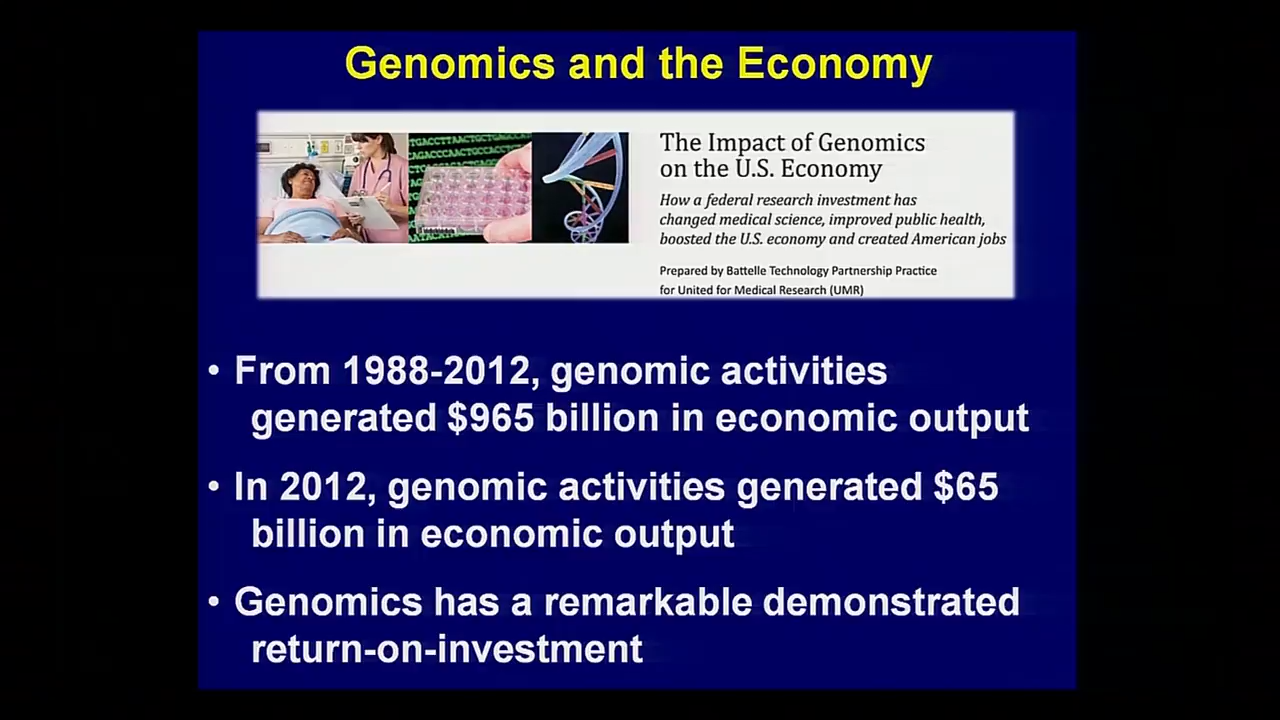 Genomics and the Economy
The Impact of Genomics
on the U.S. Economy
How a federal research investment has
changed medical science, improved public health,
boosted the U.S. economy and created American jobs
Prepared by Battelle Technology Partnership Practice
for United for Medical Research (UMR)
• From 1988-2012, genomic activities
generated $965 billion in economic output
• In 2012, genomic activities generated $65
billion in economic output
• Genomics has a remarkable demonstrated
return-on-investment